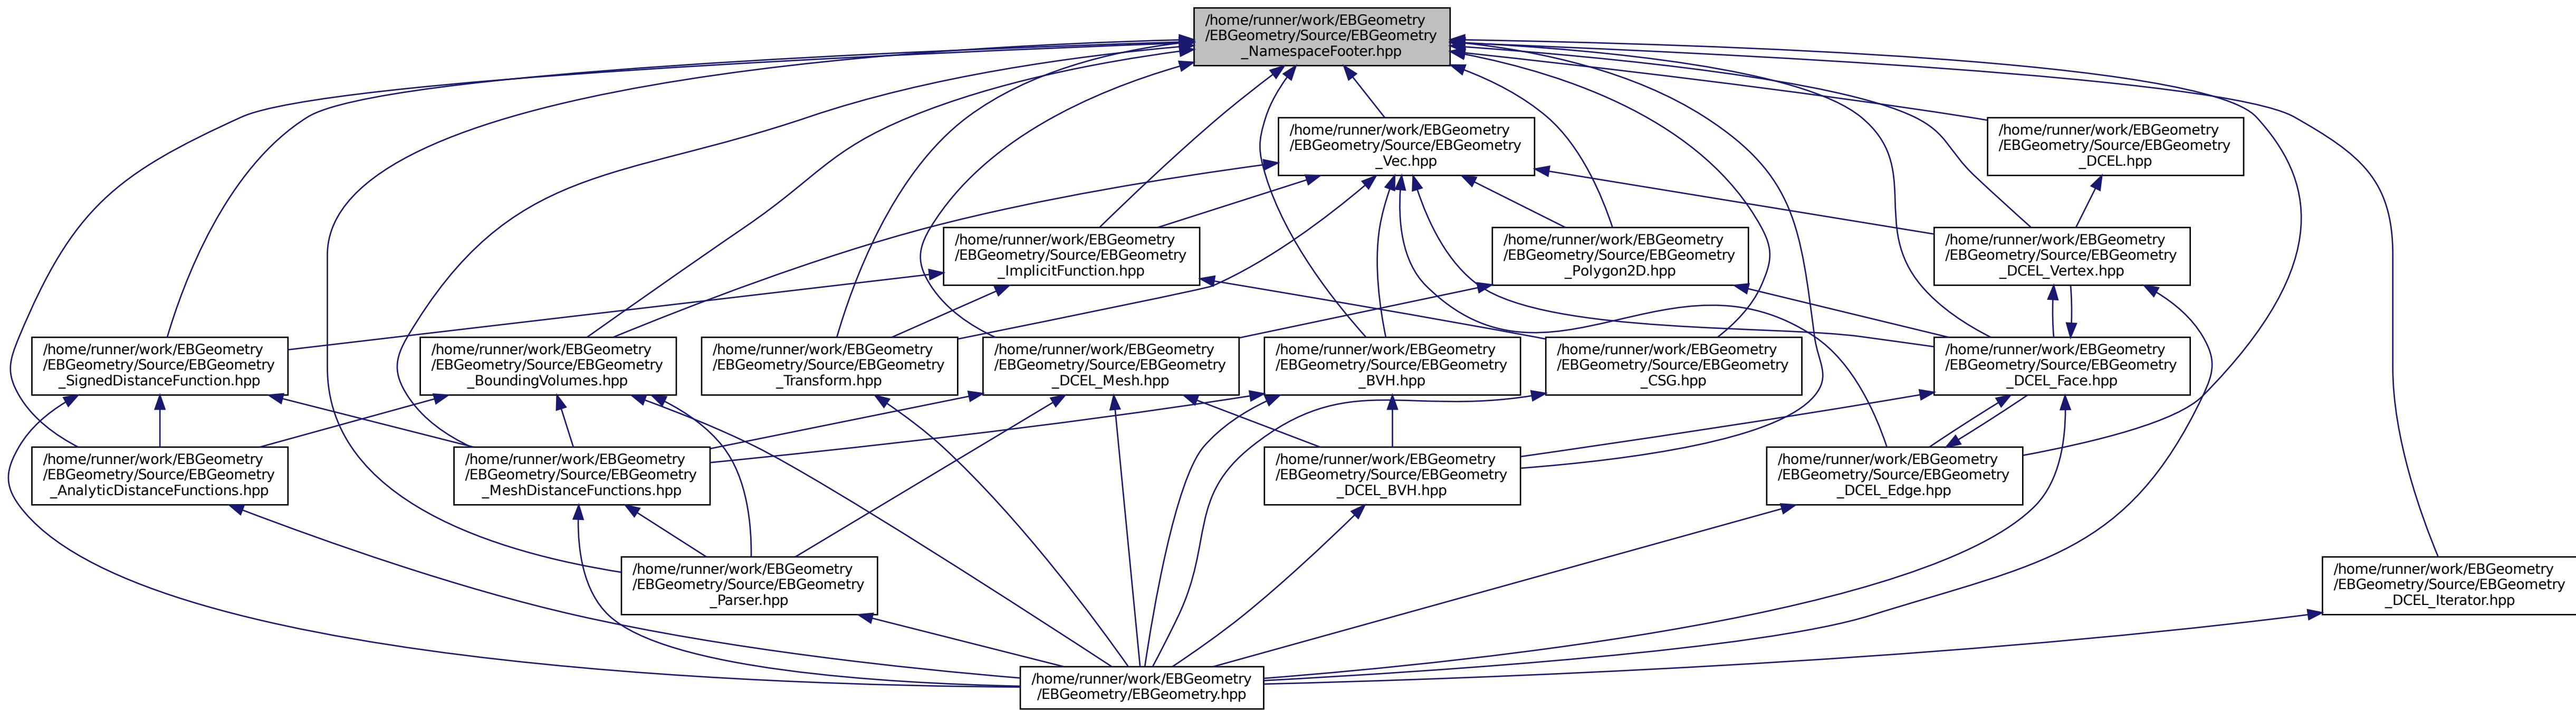 /home/runner/work/EBGeometry
/EBGeometry/Source/EBGeometry
_NamespaceFooter.hpp
/home/runner/work/EBGeometry
/EBGeometry/Source/EBGeometry
_Vec.hpp
/home/runner/work/EBGeometry
/EBGeometry/Source/EBGeometry
_DCEL.hpp
/home/runner/work/EBGeometry
/EBGeometry/Source/EBGeometry
_ImplicitFunction.hpp
/home/runner/work/EBGeometry
/EBGeometry/Source/EBGeometry
_Polygon2D.hpp
/home/runner/work/EBGeometry
/EBGeometry/Source/EBGeometry
_DCEL_Vertex.hpp
/home/runner/work/EBGeometry
/EBGeometry/Source/EBGeometry
_SignedDistanceFunction.hpp
/home/runner/work/EBGeometry
/EBGeometry/Source/EBGeometry
_BoundingVolumes.hpp
/home/runner/work/EBGeometry
/EBGeometry/Source/EBGeometry
_Transform.hpp
/home/runner/work/EBGeometry
/EBGeometry/Source/EBGeometry
_DCEL_Mesh.hpp
/home/runner/work/EBGeometry
/EBGeometry/Source/EBGeometry
_BVH.hpp
/home/runner/work/EBGeometry
/EBGeometry/Source/EBGeometry
_CSG.hpp
/home/runner/work/EBGeometry
/EBGeometry/Source/EBGeometry
_DCEL_Face.hpp
/home/runner/work/EBGeometry
/EBGeometry/Source/EBGeometry
_AnalyticDistanceFunctions.hpp
/home/runner/work/EBGeometry
/EBGeometry/Source/EBGeometry
_MeshDistanceFunctions.hpp
/home/runner/work/EBGeometry
/EBGeometry/Source/EBGeometry
_DCEL_BVH.hpp
/home/runner/work/EBGeometry
/EBGeometry/Source/EBGeometry
_DCEL_Edge.hpp
/home/runner/work/EBGeometry
/EBGeometry/Source/EBGeometry
_Parser.hpp
/home/runner/work/EBGeometry
/EBGeometry/Source/EBGeometry
_DCEL_Iterator.hpp
/home/runner/work/EBGeometry
/EBGeometry/EBGeometry.hpp